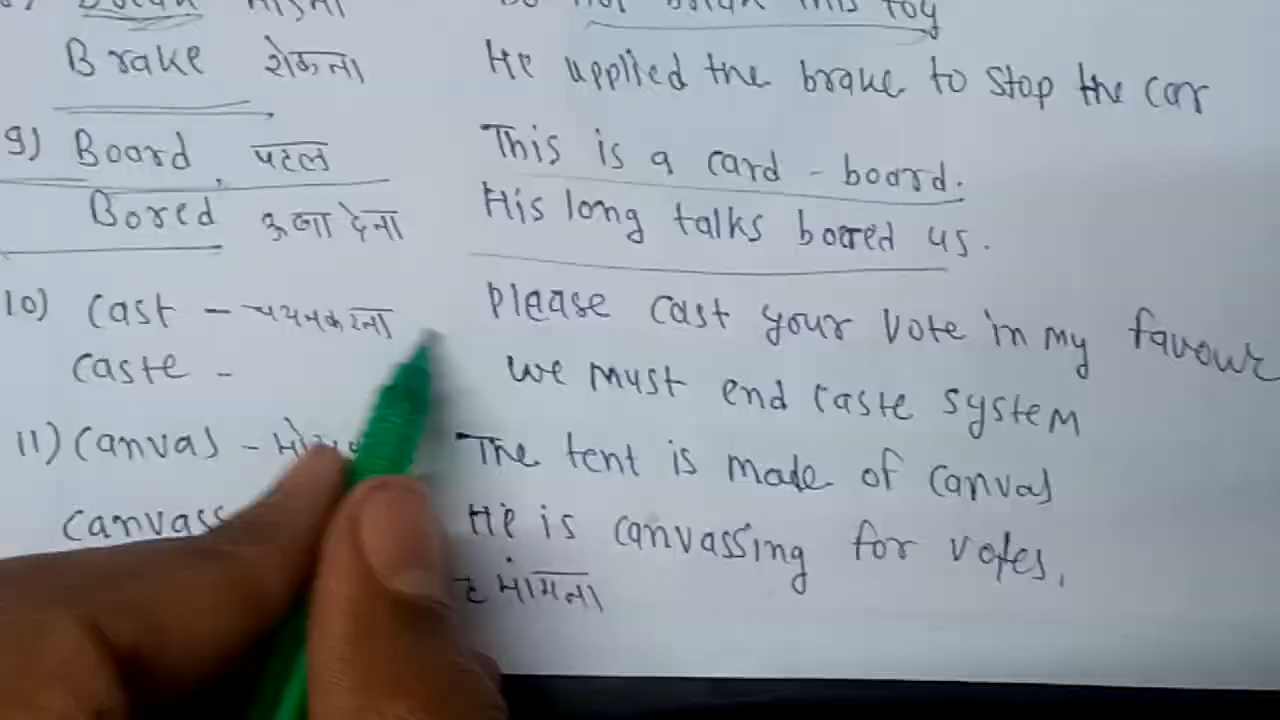 Brake रोकना He applied the brake to stop the car
9) Board, पटल This is a card - board.
Bored ऊबा देना His long talks bored us.
10) Cast - चयनकरना Please cast your vote in my favour
Caste - we must end caste system
11) Canvas - The tent is made of canvas
Canvass He is canvassing for votes.
मांगना